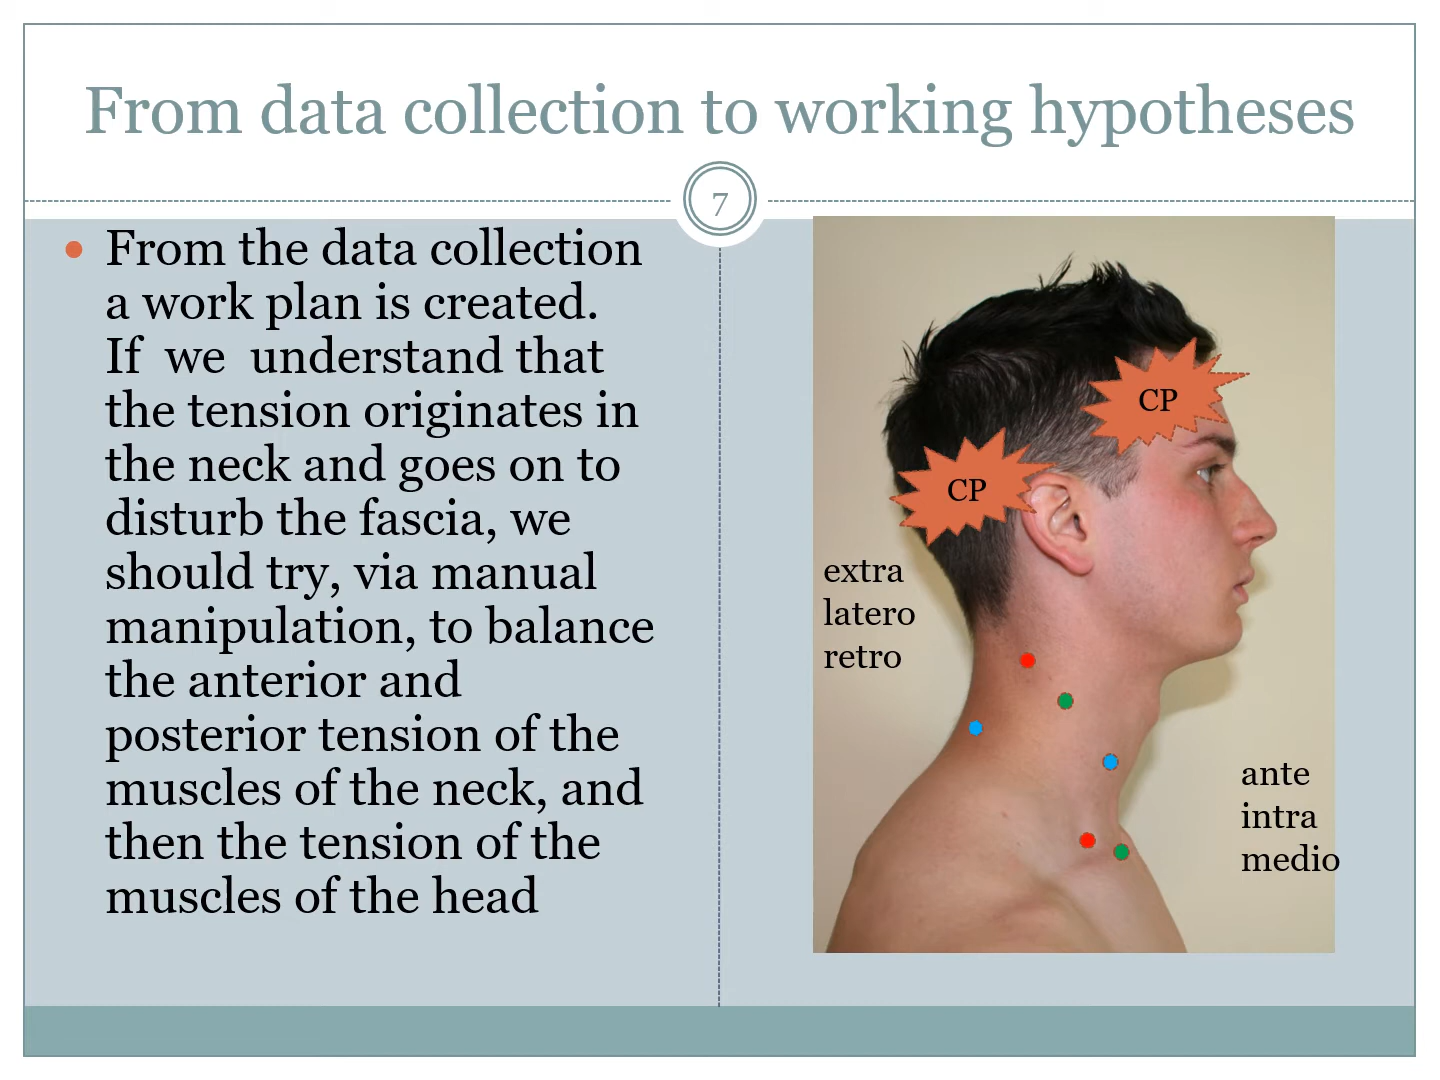 From data collection to working hypotheses
7
From the data collection
a work plan is created.
If we understand that
the tension originates in
the neck and goes on to
disturb the fascia, we
should try, via manual
manipulation, to balance
the anterior and
posterior tension of the
muscles of the neck, and
then the tension of the
muscles of the head
CP
CP
extra
latero
retro
ante
intra
medio